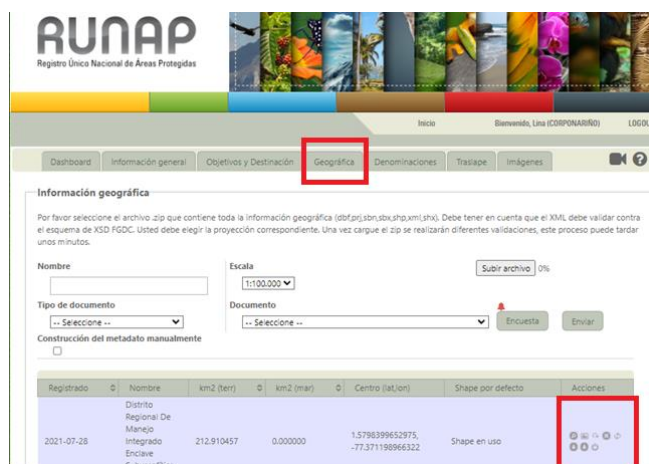 RUNAP
Registro Único Nacional de Áreas Protegidas
Inicio
Bienvenido, Lina (CORPONARIÑO)
Dashboard
Información general
Objetivos y Destinación
Geográfica
Denominaciones
Traslape
Imágenes
Información geográfica
Por favor seleccione el archivo .zip que contiene toda la información geográfica (dbf,prj,sbn,sbx,shp,xml,shx). Debe tener en cuenta que el XML debe validar contra
el esquema de XSD FGDC. Usted debe elegir la proyección correspondiente. Una vez cargue el zip se realizarán diferentes validaciones, este proceso puede tardar
unos minutos.
Nombre
Escala
1:100.000
Subir archivo 0%
Tipo de documento
-- Seleccione --
Documento
-- Seleccione --
Encuesta
Enviar
Construcción del metadato manualmente
Registrado
Nombre
km2 (terr)
km2 (mar)
Centro (lat,lon)
Shape por defecto
Acciones
2021-07-28
Distrito
Regional De
Manejo
Integrado
Enclave
212.910457
0.000000
1.5798399652975,
-77.371198966322
Shape en uso